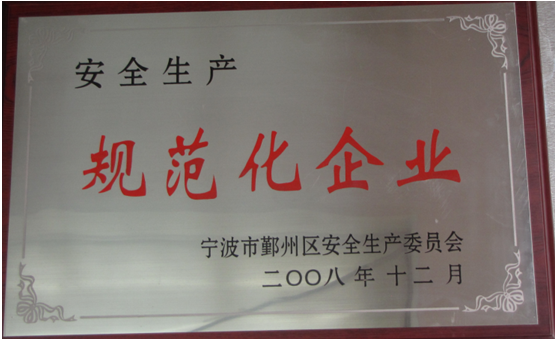 安全生产
规范化企业
宁波市鄞州区安全生产委员会
二〇〇八年十二月